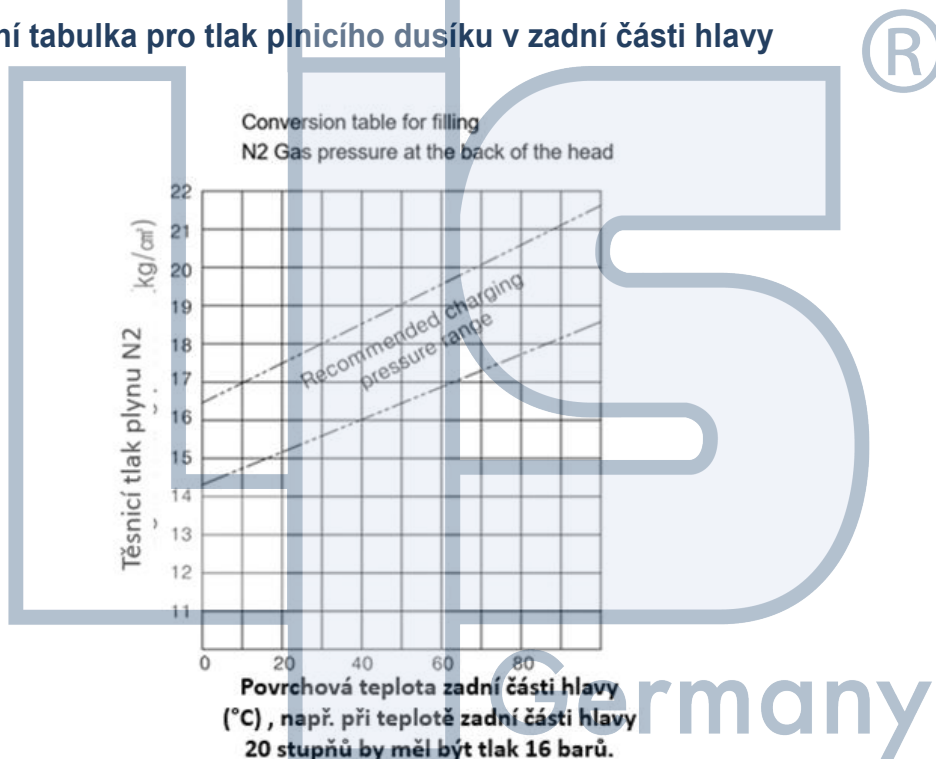 ní tabulka pro tlak plnicího dusíku v zadní části hlavy
®
Conversion table for filling
N2 Gas pressure at the back of the head
Těsnicí tlak plynu N2 kg/cm²)
22
21
20
19
18
17
16
15
14
13
12
11
Recommended charging
pressure range
0 20 40 60 80
Povrchová teplota zadní části hlavy
(°C) , např. při teplotě zadní části hlavy
20 stupňů by měl být tlak 16 barů.
HS
Germany